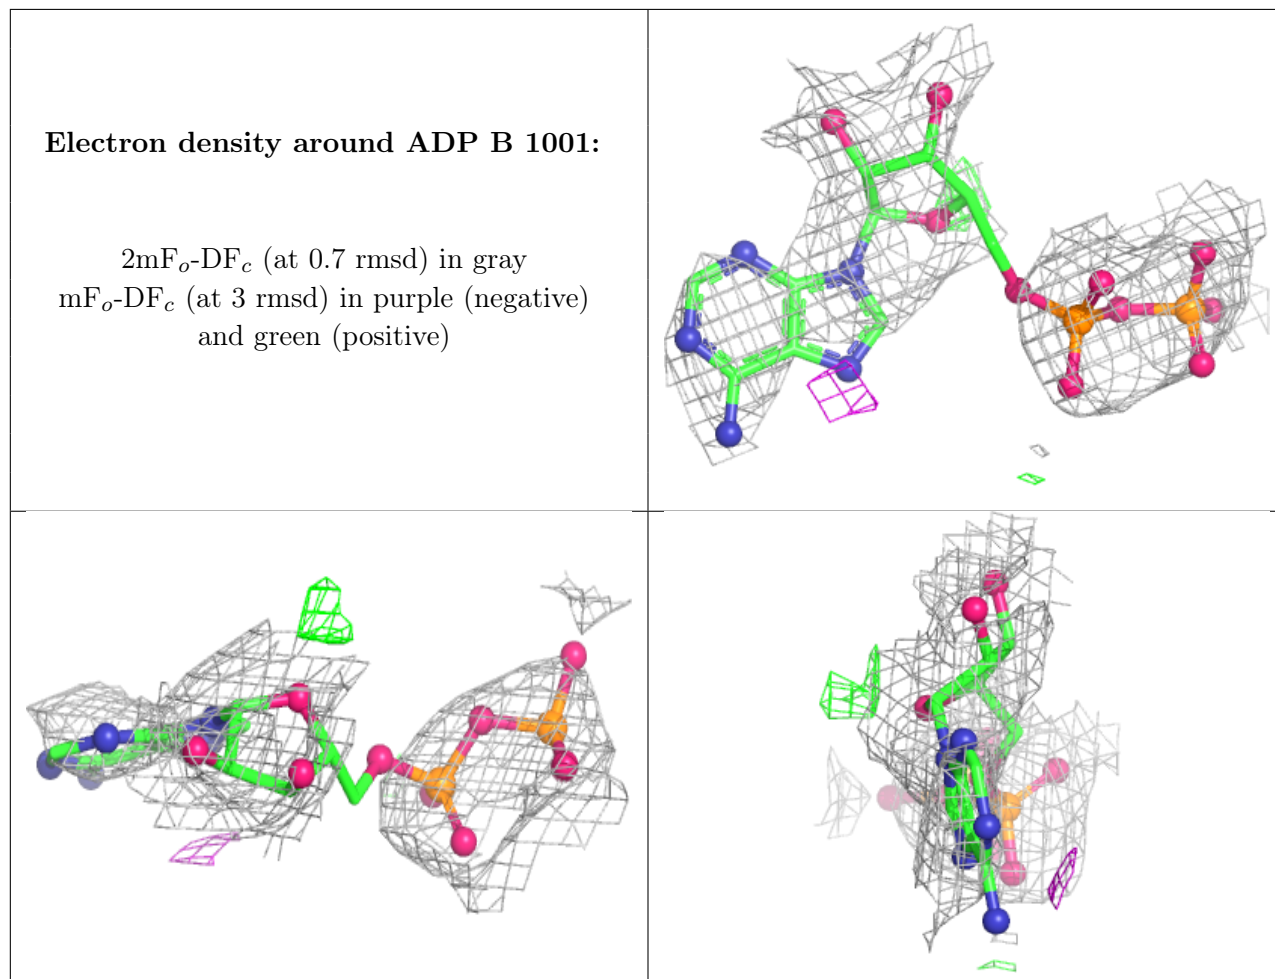 Electron density around ADP B 1001:
2mFₒ-DF𝒸 (at 0.7 rmsd) in gray
mFₒ-DF𝒸 (at 3 rmsd) in purple (negative)
and green (positive)